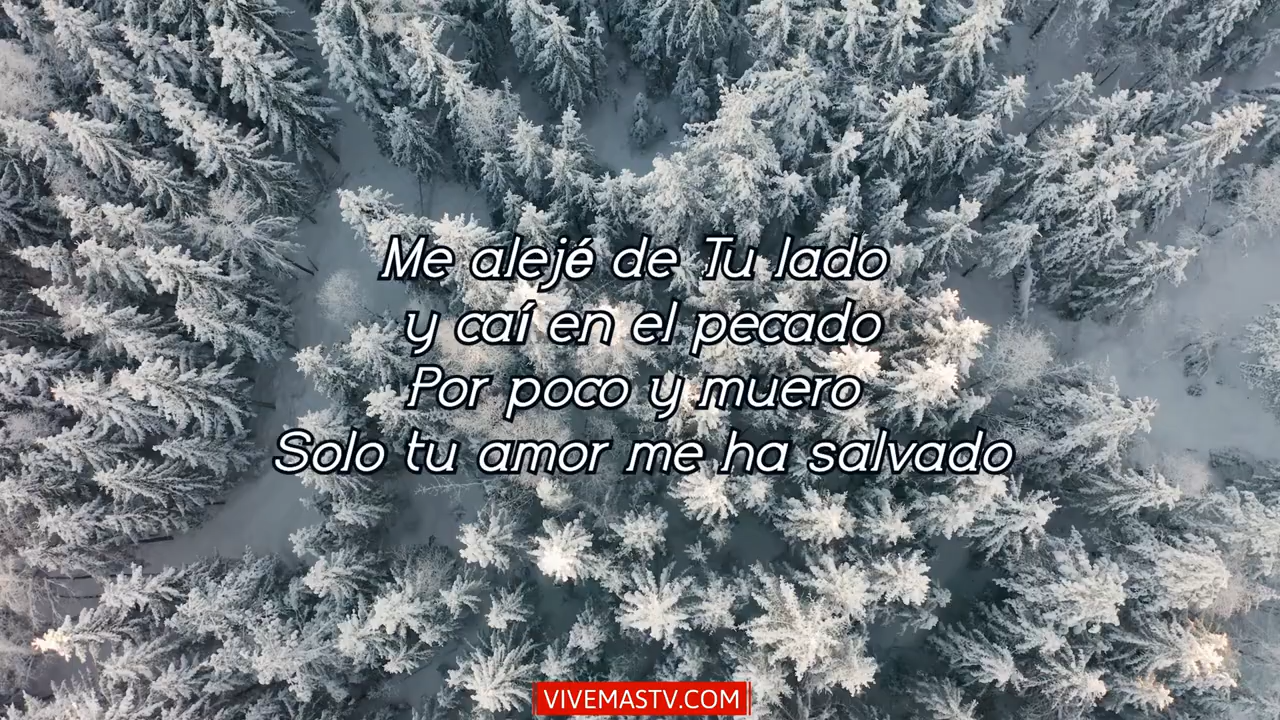 Me alejé de Tu lado
y caí en el pecado
Por poco y muero
Solo tu amor me ha salvado
VIVEMASTV.COM